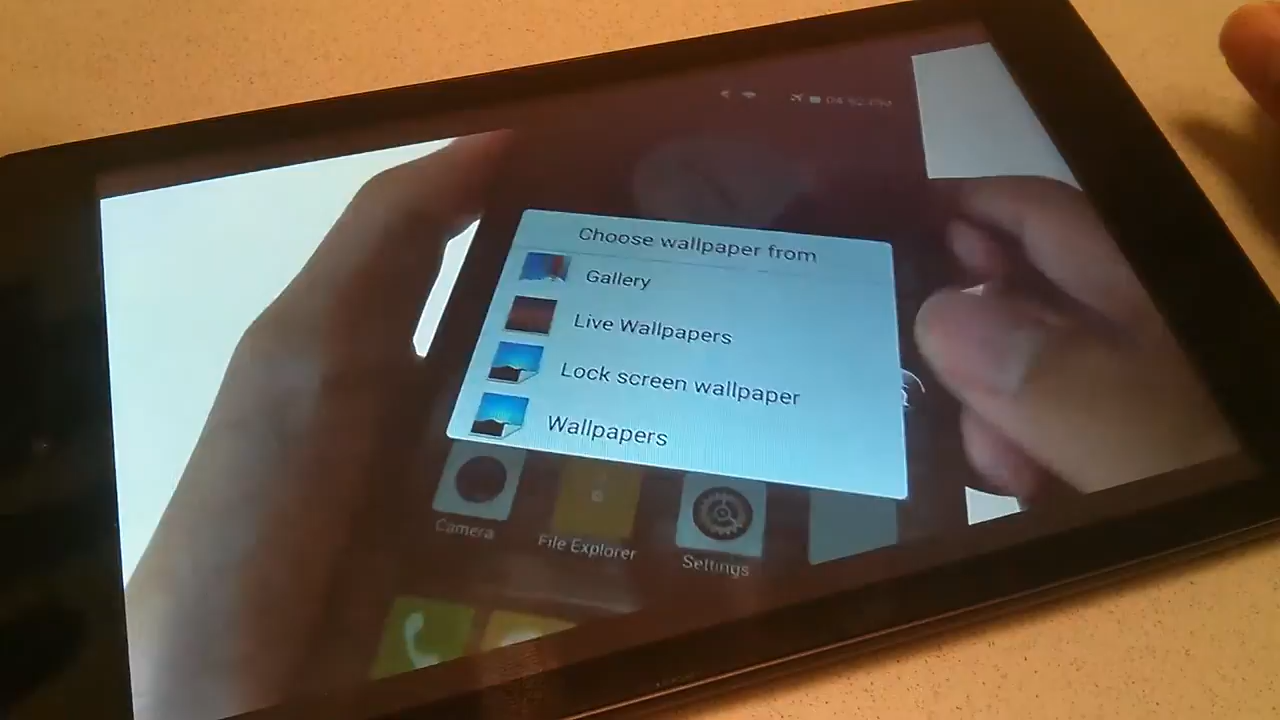 Choose wallpaper from
Gallery
Live Wallpapers
Lock screen wallpaper
Wallpapers
Camera
File Explorer
Settings